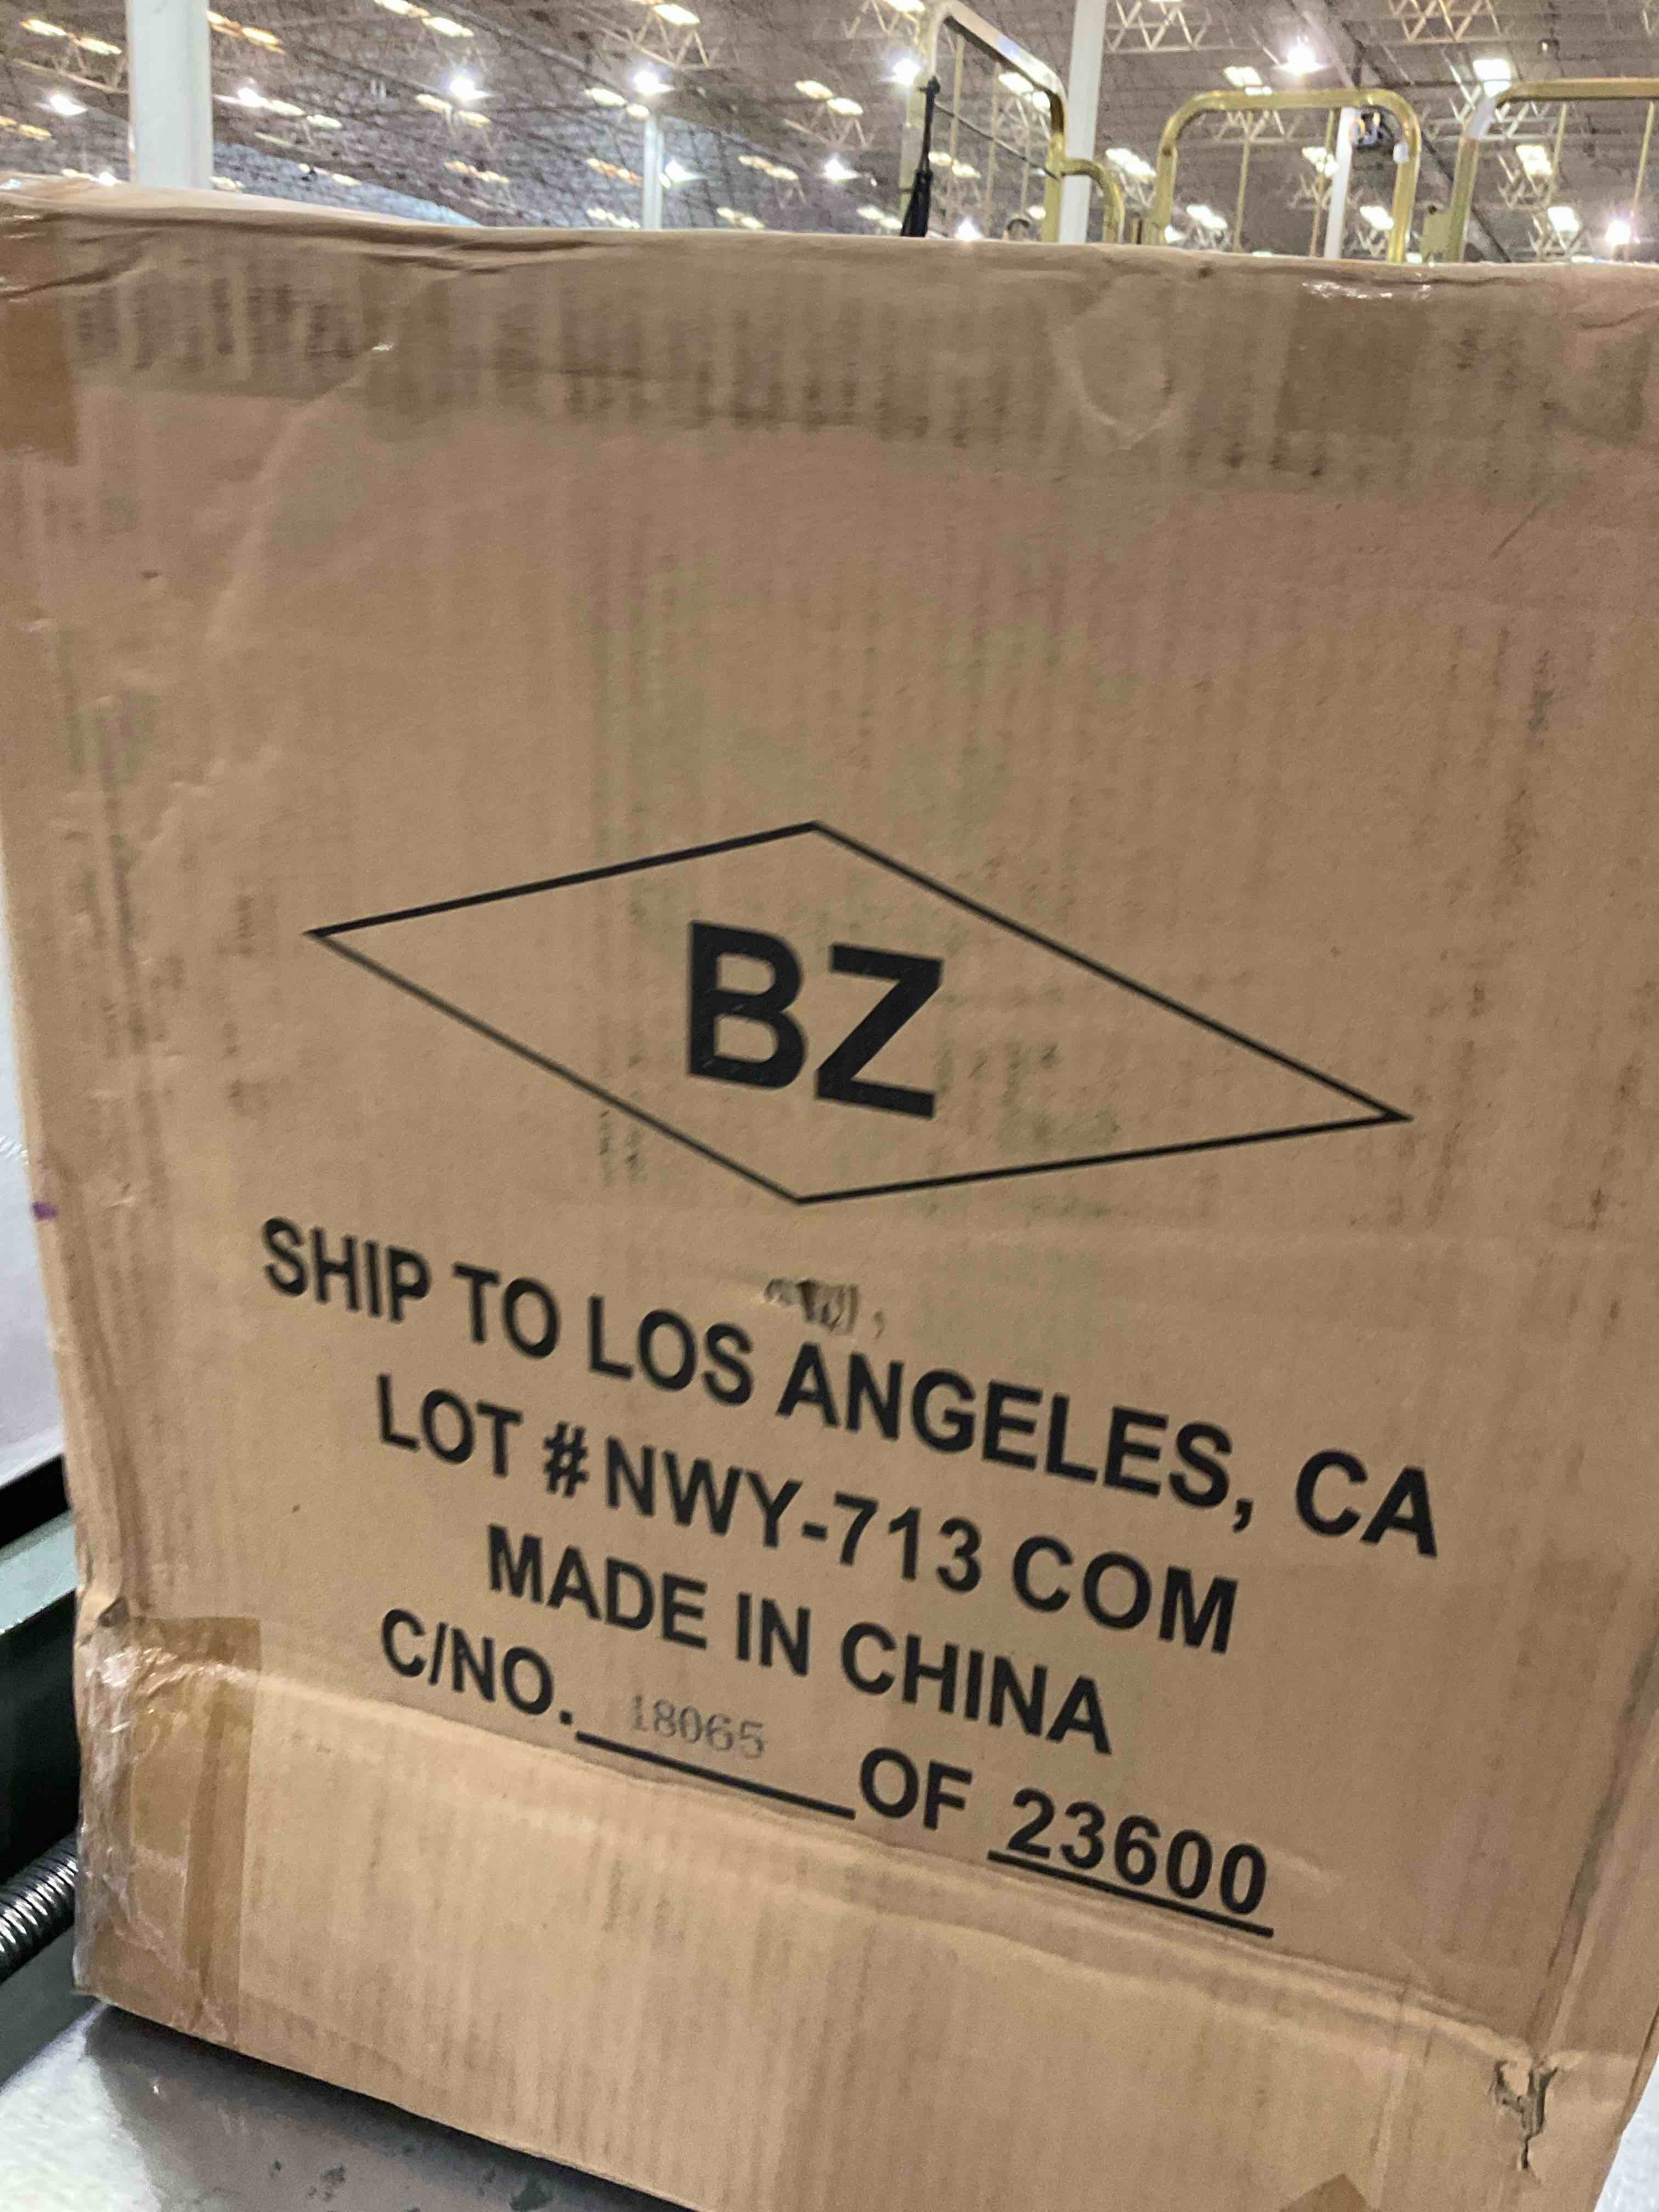 BZ
SHIP TO LOS ANGELES, CA
LOT # NWY-713 COM
MADE IN CHINA
C/NO. 18065 OF 23600